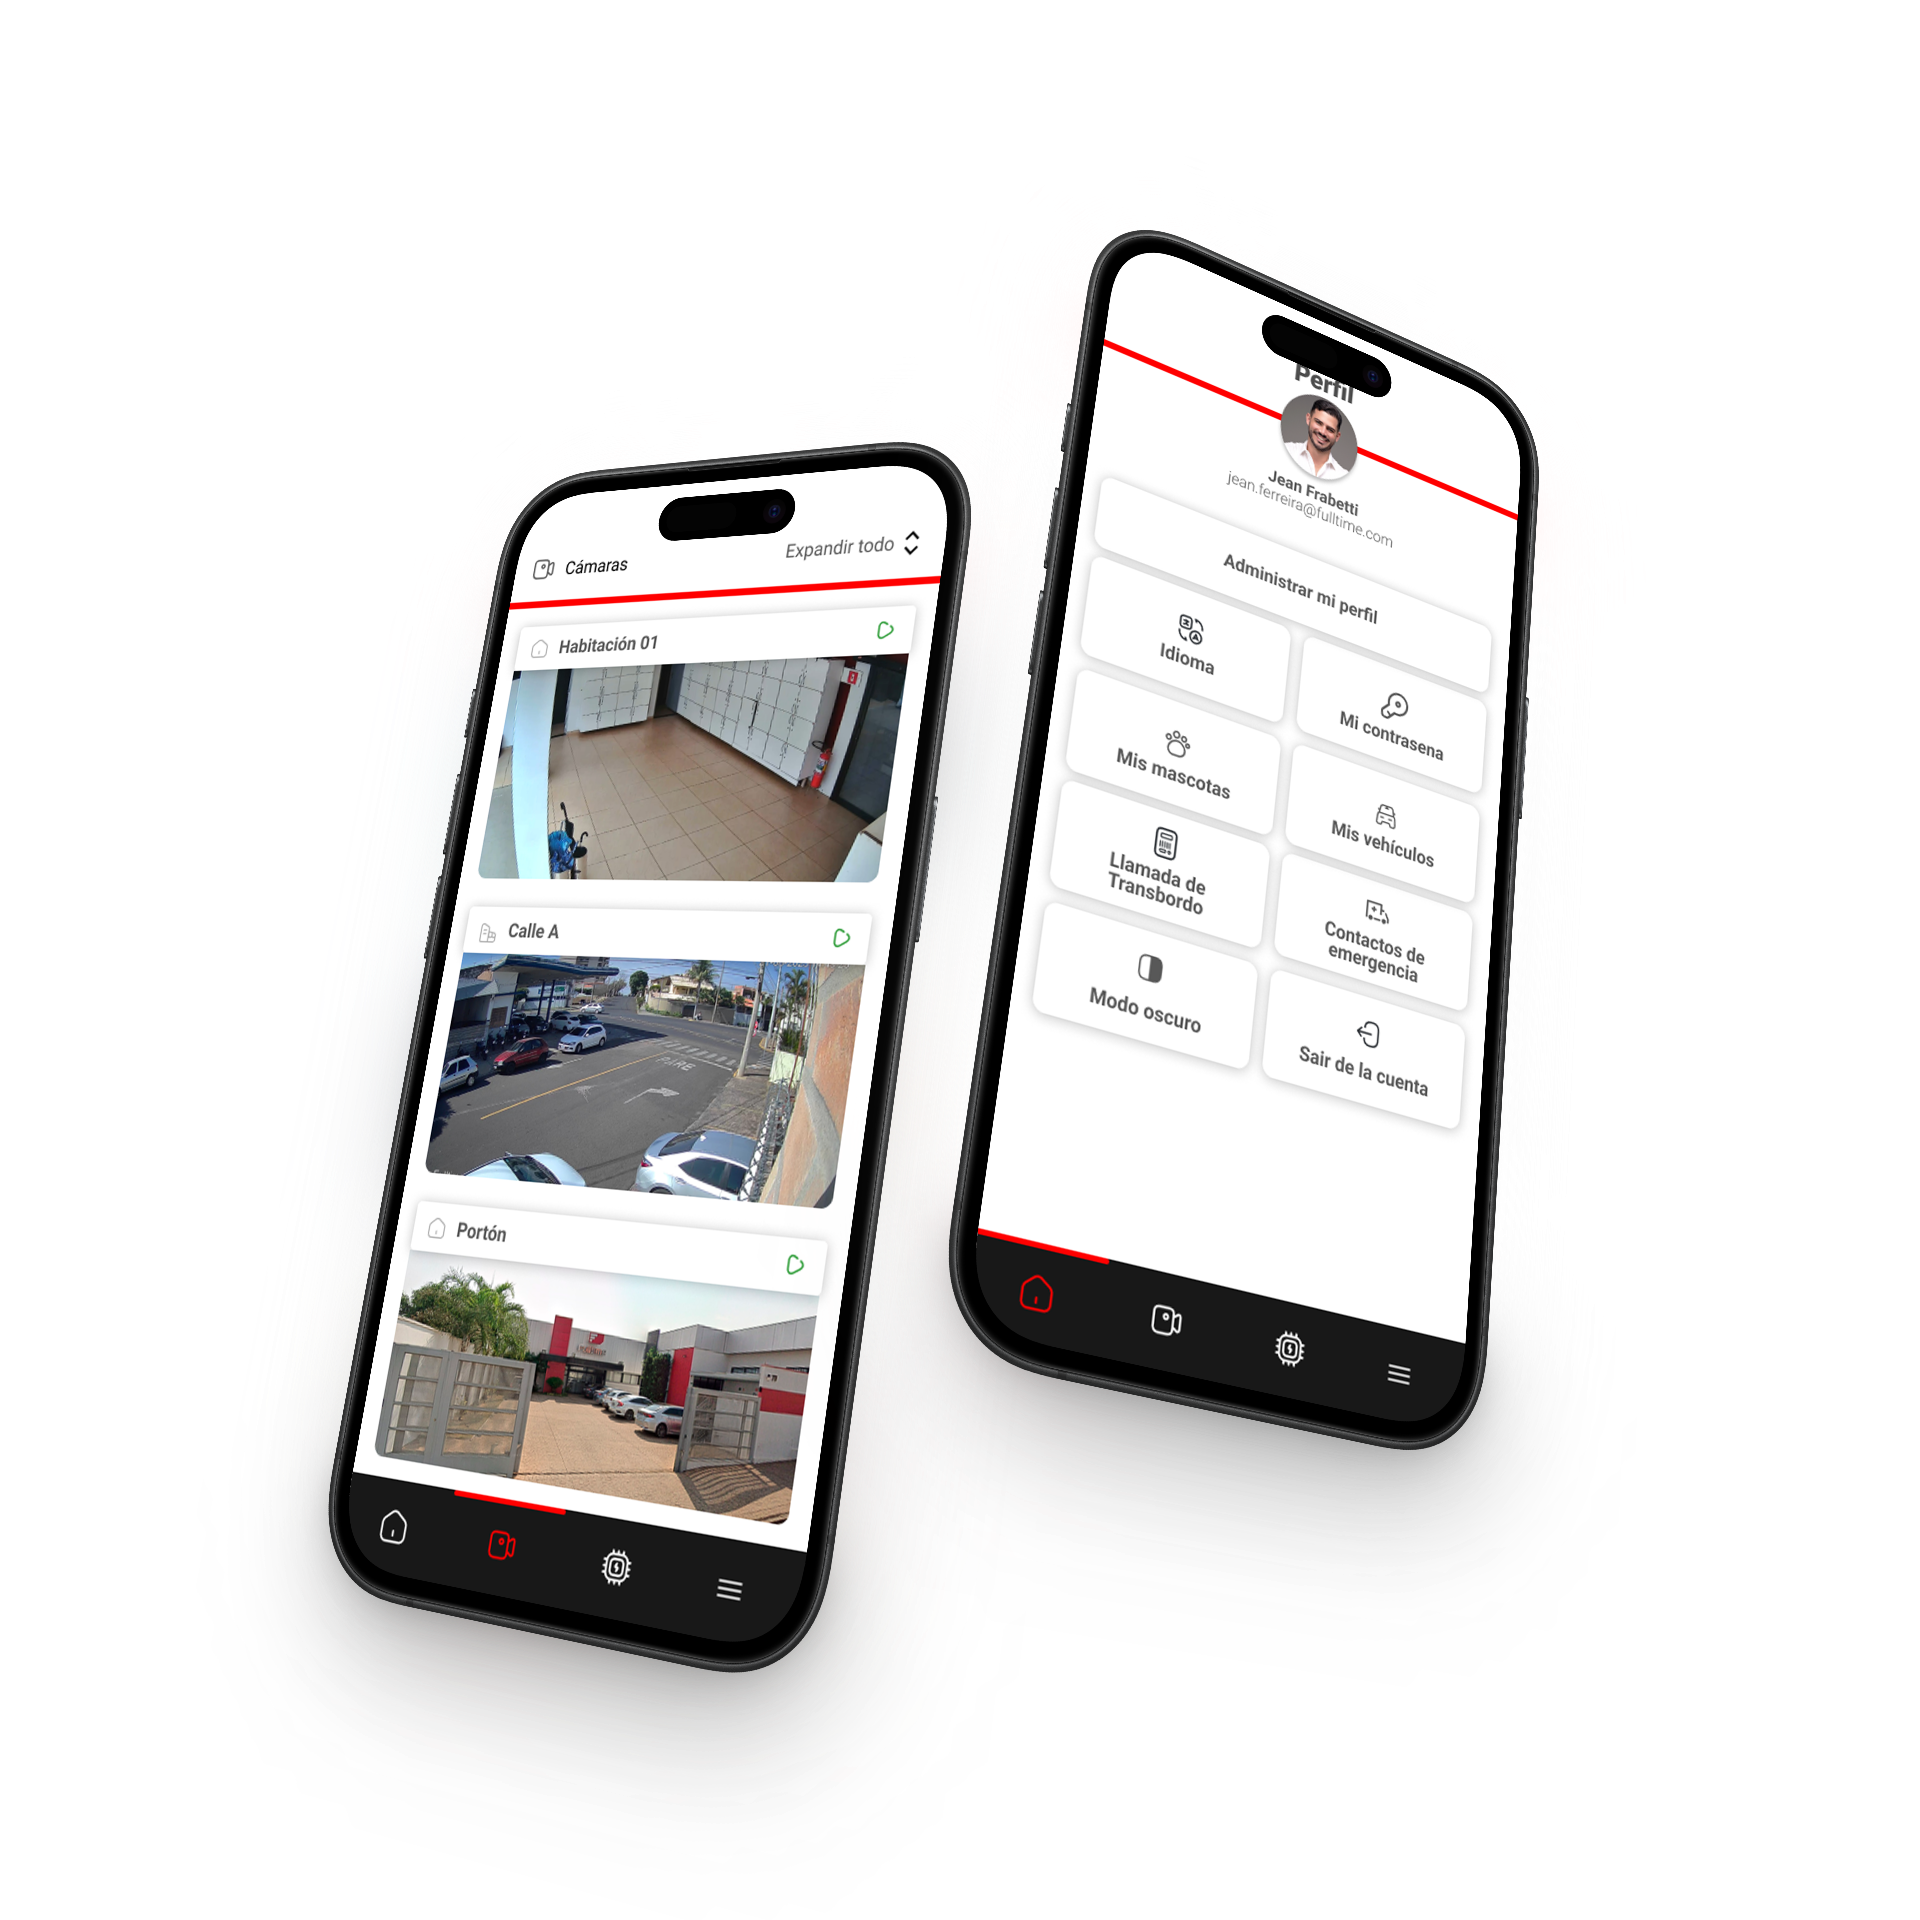 Cámaras
Expandir todo
Habitación 01
Calle A
PARE
Portón
Perfil
Jean Frabetti
jean.ferreira@fulltime.com
Administrar mi perfil
Idioma
Mi contrasena
Mis mascotas
Mis vehículos
Llamada de
Transbordo
Contactos de
emergencia
Modo oscuro
Sair de la cuenta